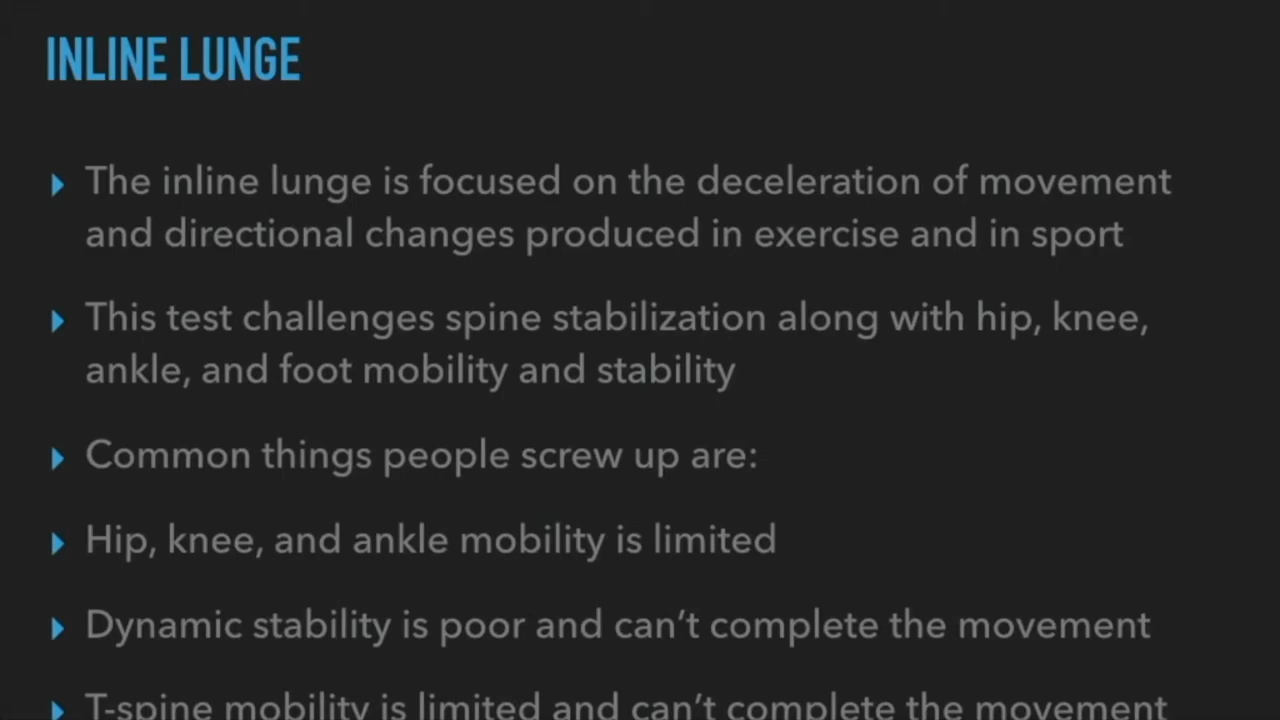 INLINE LUNGE
The inline lunge is focused on the deceleration of movement
and directional changes produced in exercise and in sport
This test challenges spine stabilization along with hip, knee,
ankle, and foot mobility and stability
Common things people screw up are:
Hip, knee, and ankle mobility is limited
Dynamic stability is poor and can’t complete the movement
T-spine mobility is limited and can’t complete the movement